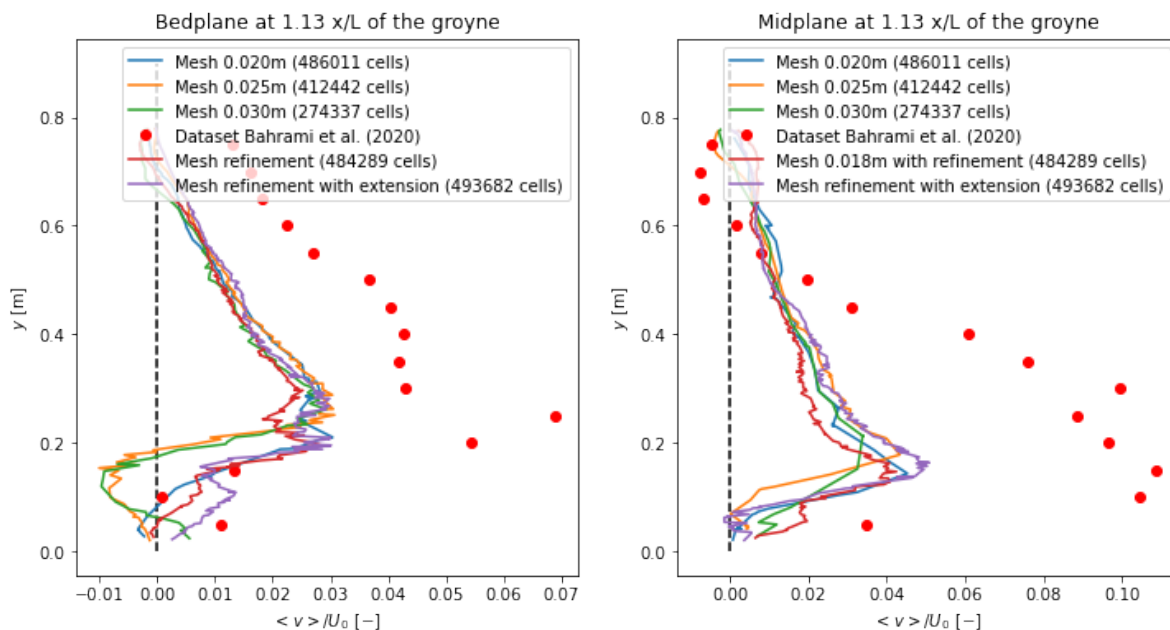 Bedplane at 1.13 x/L of the groyne
Mesh 0.020m (486011 cells)
Mesh 0.025m (412442 cells)
Mesh 0.030m (274337 cells)
Dataset Bahrami et al. (2020)
Mesh refinement (484289 cells)
Mesh refinement with extension (493682 cells)
0.8
0.6
0.4
0.2
0.0
y [m]
−0.01 0.00 0.01 0.02 0.03 0.04 0.05 0.06 0.07
< v > /U₀ [−]
Midplane at 1.13 x/L of the groyne
Mesh 0.020m (486011 cells)
Mesh 0.025m (412442 cells)
Mesh 0.030m (274337 cells)
Dataset Bahrami et al. (2020)
Mesh 0.018m with refinement (484289 cells)
Mesh refinement with extension (493682 cells)
0.8
0.6
0.4
0.2
0.0
y [m]
0.00 0.02 0.04 0.06 0.08 0.10
< v > /U₀ [−]